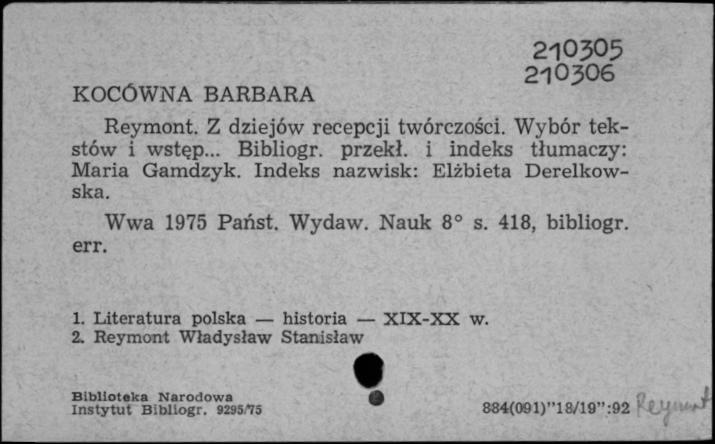 210305
210306
KOCÓWNA BARBARA
Reymont. Z dziejów recepcji twórczości. Wybór tek-
stów i wstęp... Bibliogr. przekł. i indeks tłumaczy:
Maria Gamdzyk. Indeks nazwisk: Elżbieta Derelkow-
ska.
Wwa 1975 Państ. Wydaw. Nauk 8° s. 418, bibliogr.
err.
1. Literatura polska — historia — XIX-XX w.
2. Reymont Władysław Stanisław
Biblioteka Narodowa
Instytut Bibliogr. 9295/75
884(091)"18/19":92 Reymont